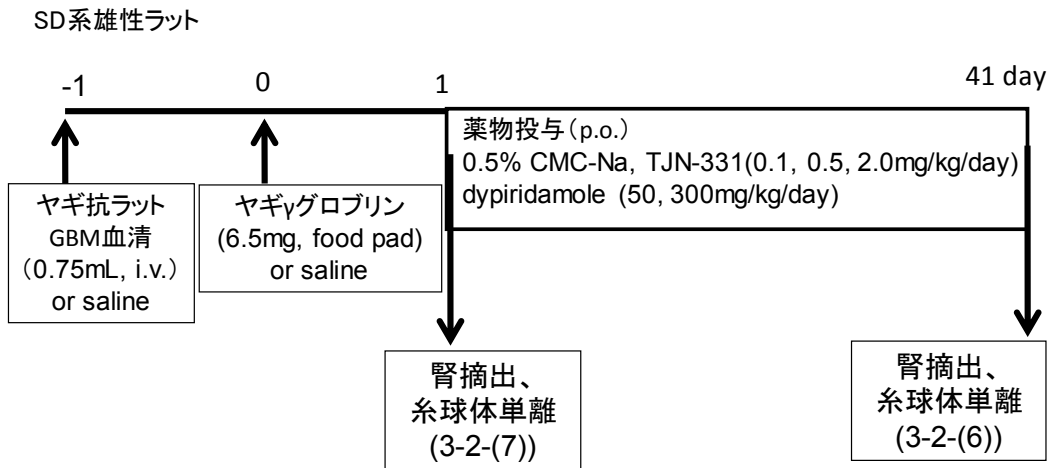 SD系雄性ラット
-1
0
1
41 day
薬物投与（p.o.）
0.5% CMC-Na, TJN-331(0.1, 0.5, 2.0mg/kg/day)
dypiridamole (50, 300mg/kg/day)
ヤギ抗ラット
GBM血清
（0.75mL, i.v.）
or saline
ヤギγグロブリン
(6.5mg, food pad)
or saline
腎摘出、
糸球体単離
(3-2-(7))
腎摘出、
糸球体単離
(3-2-(6))